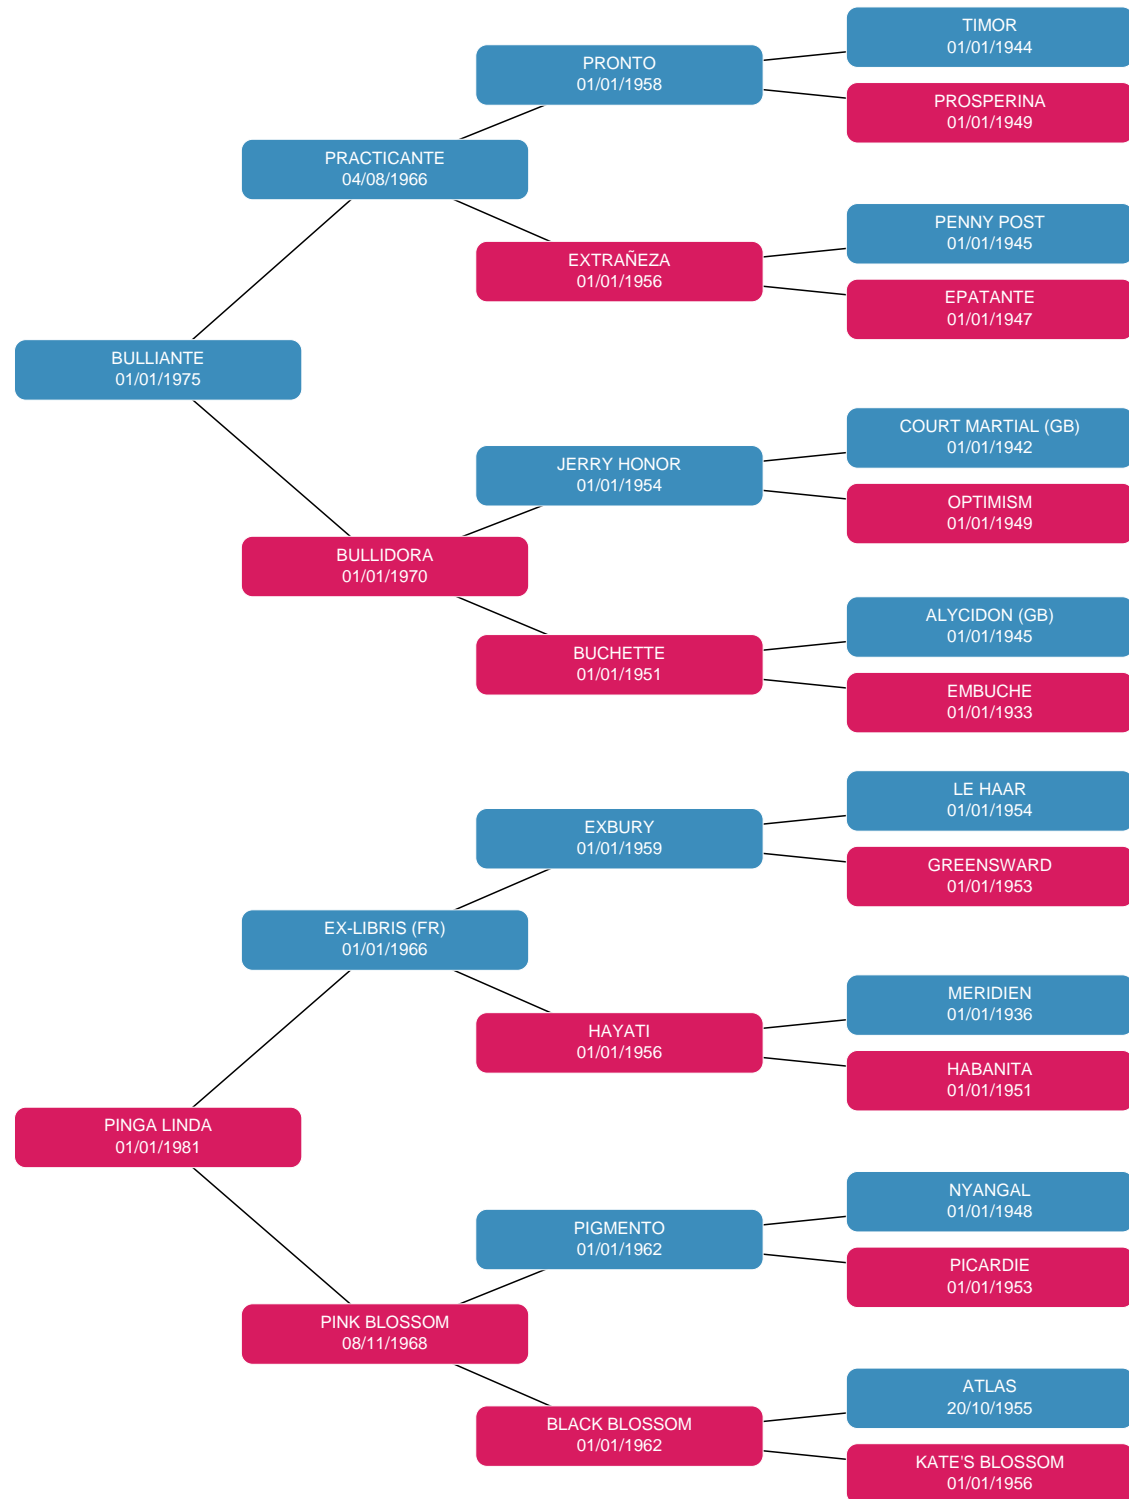 TIMOR
01/01/1944
PRONTO
01/01/1958
PROSPERINA
01/01/1949
PRACTICANTE
04/08/1966
PENNY POST
01/01/1945
EXTRAÑEZA
01/01/1956
EPATANTE
01/01/1947
BULLIANTE
01/01/1975
COURT MARTIAL (GB)
01/01/1942
JERRY HONOR
01/01/1954
OPTIMISM
01/01/1949
BULLIDORA
01/01/1970
ALYCIDON (GB)
01/01/1945
BUCHETTE
01/01/1951
EMBUCHE
01/01/1933
LE HAAR
01/01/1954
EXBURY
01/01/1959
GREENSWARD
01/01/1953
EX-LIBRIS (FR)
01/01/1966
MERIDIEN
01/01/1936
HAYATI
01/01/1956
HABANITA
01/01/1951
PINGA LINDA
01/01/1981
NYANGAL
01/01/1948
PIGMENTO
01/01/1962
PICARDIE
01/01/1953
PINK BLOSSOM
08/11/1968
ATLAS
20/10/1955
BLACK BLOSSOM
01/01/1962
KATE'S BLOSSOM
01/01/1956